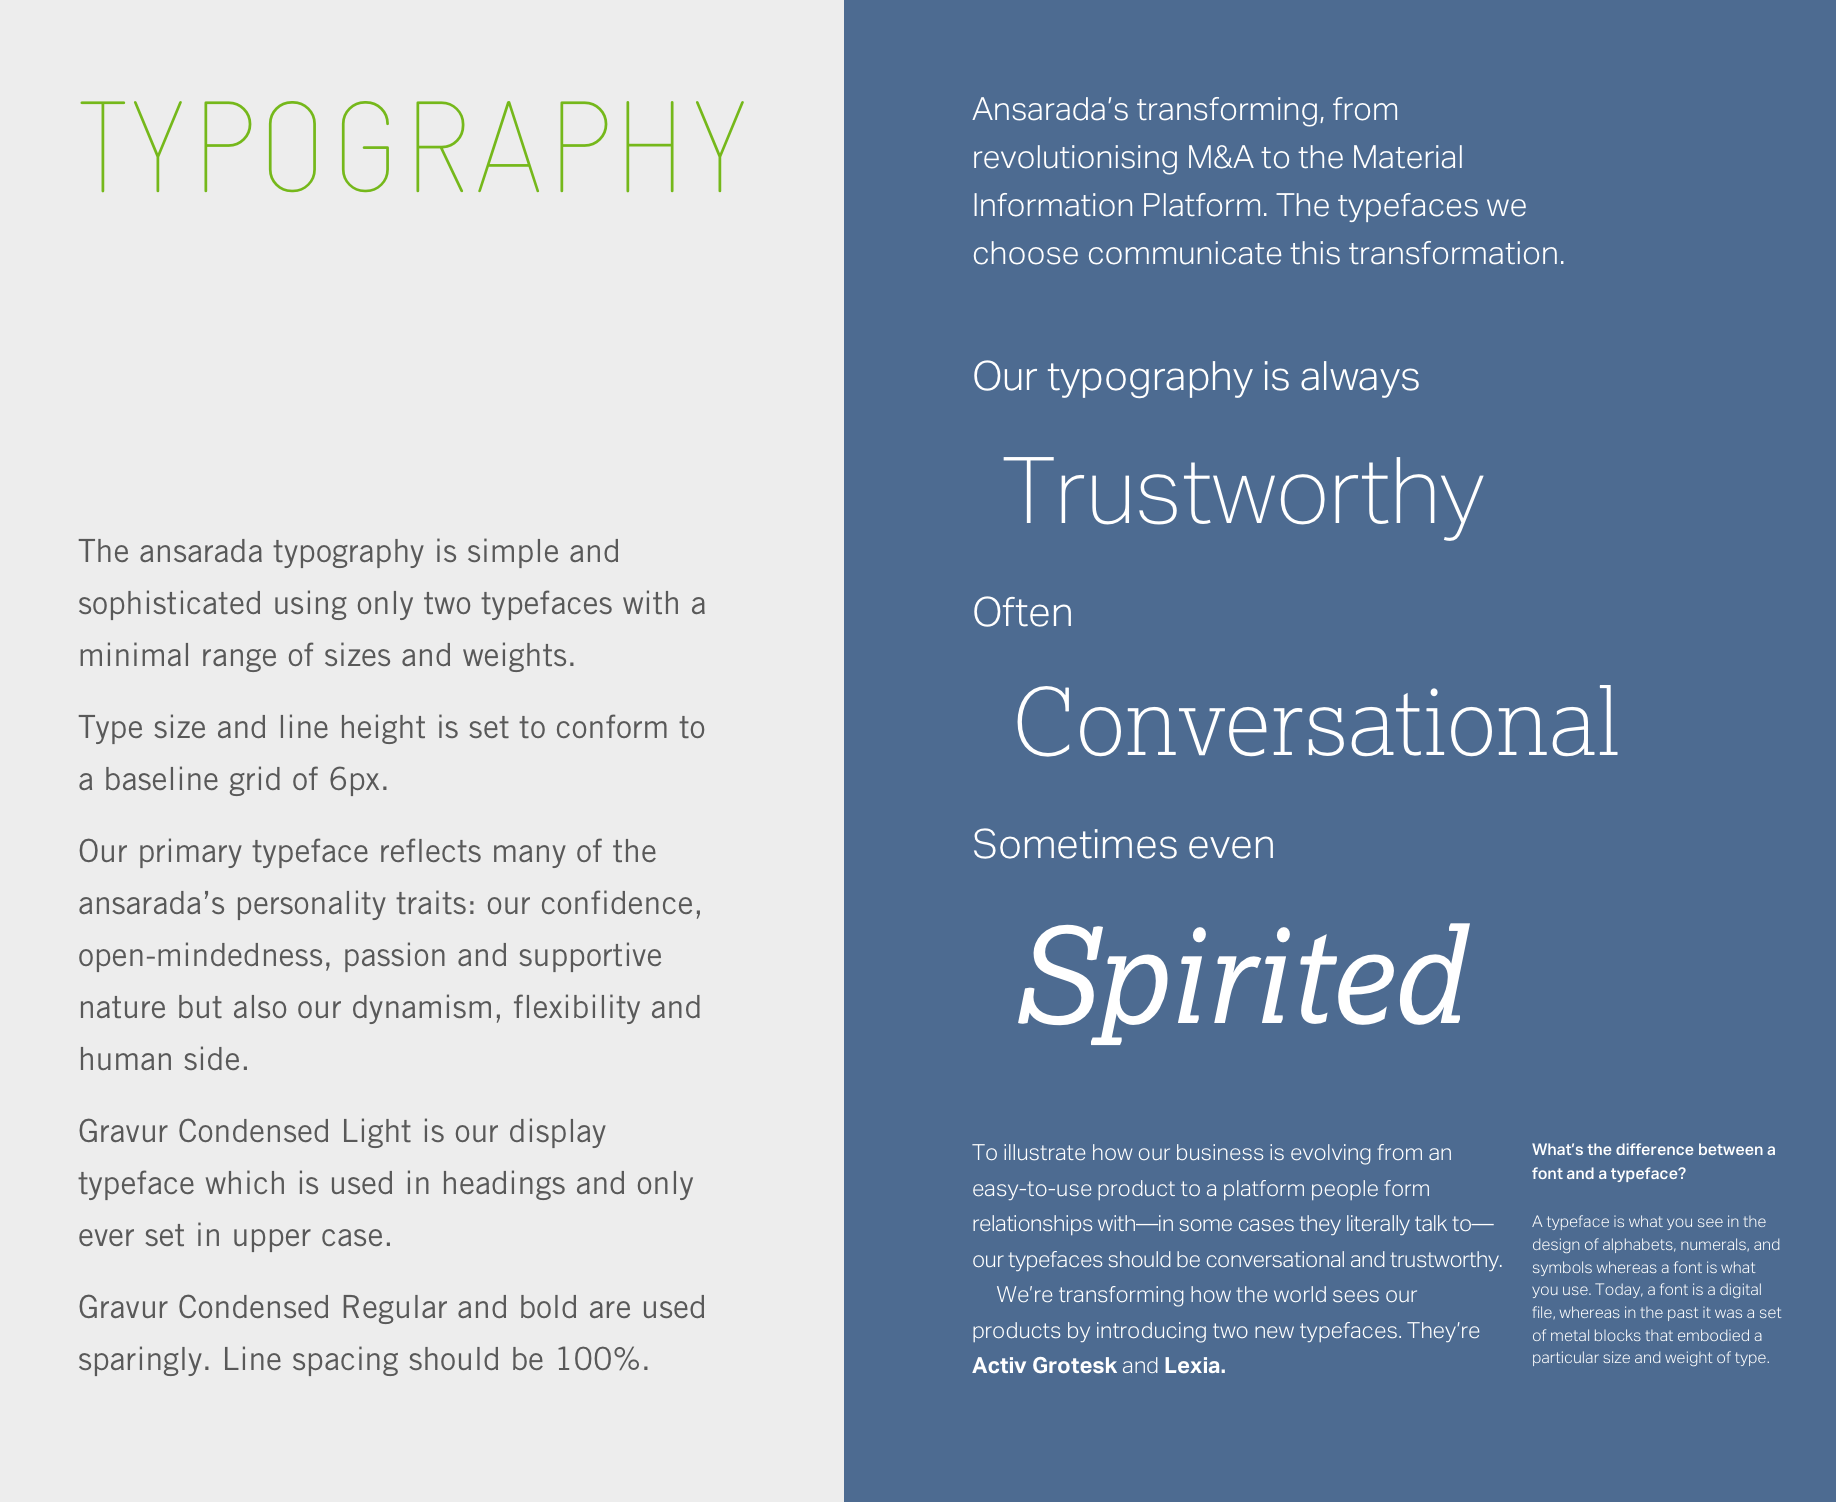 TYPOGRAPHY
The ansarada typography is simple and
sophisticated using only two typefaces with a
minimal range of sizes and weights.
Type size and line height is set to conform to
a baseline grid of 6px.
Our primary typeface reflects many of the
ansarada’s personality traits: our confidence,
open-mindedness, passion and supportive
nature but also our dynamism, flexibility and
human side.
Gravur Condensed Light is our display
typeface which is used in headings and only
ever set in upper case.
Gravur Condensed Regular and bold are used
sparingly. Line spacing should be 100%.
Ansarada’s transforming, from
revolutionising M&A to the Material
Information Platform. The typefaces we
choose communicate this transformation.
Our typography is always
Trustworthy
Often
Conversational
Sometimes even
Spirited
To illustrate how our business is evolving from an
easy-to-use product to a platform people form
relationships with—in some cases they literally talk to—
our typefaces should be conversational and trustworthy.
We’re transforming how the world sees our
products by introducing two new typefaces. They’re
Activ Grotesk and Lexia.
What’s the difference between a
font and a typeface?
A typeface is what you see in the
design of alphabets, numerals, and
symbols whereas a font is what
you use. Today, a font is a digital
file, whereas in the past it was a set
of metal blocks that embodied a
particular size and weight of type.